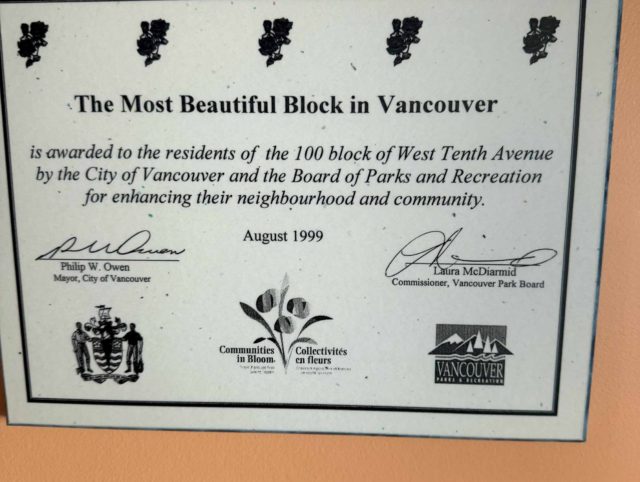 The Most Beautiful Block in Vancouver
is awarded to the residents of the 100 block of West Tenth Avenue
by the City of Vancouver and the Board of Parks and Recreation
for enhancing their neighbourhood and community.
August 1999
Philip W. Owen
Mayor, City of Vancouver
Laura McDiarmid
Commissioner, Vancouver Park Board
Communities
in Bloom
Collectivités
en fleurs
VANCOUVER
PARKS & RECREATION